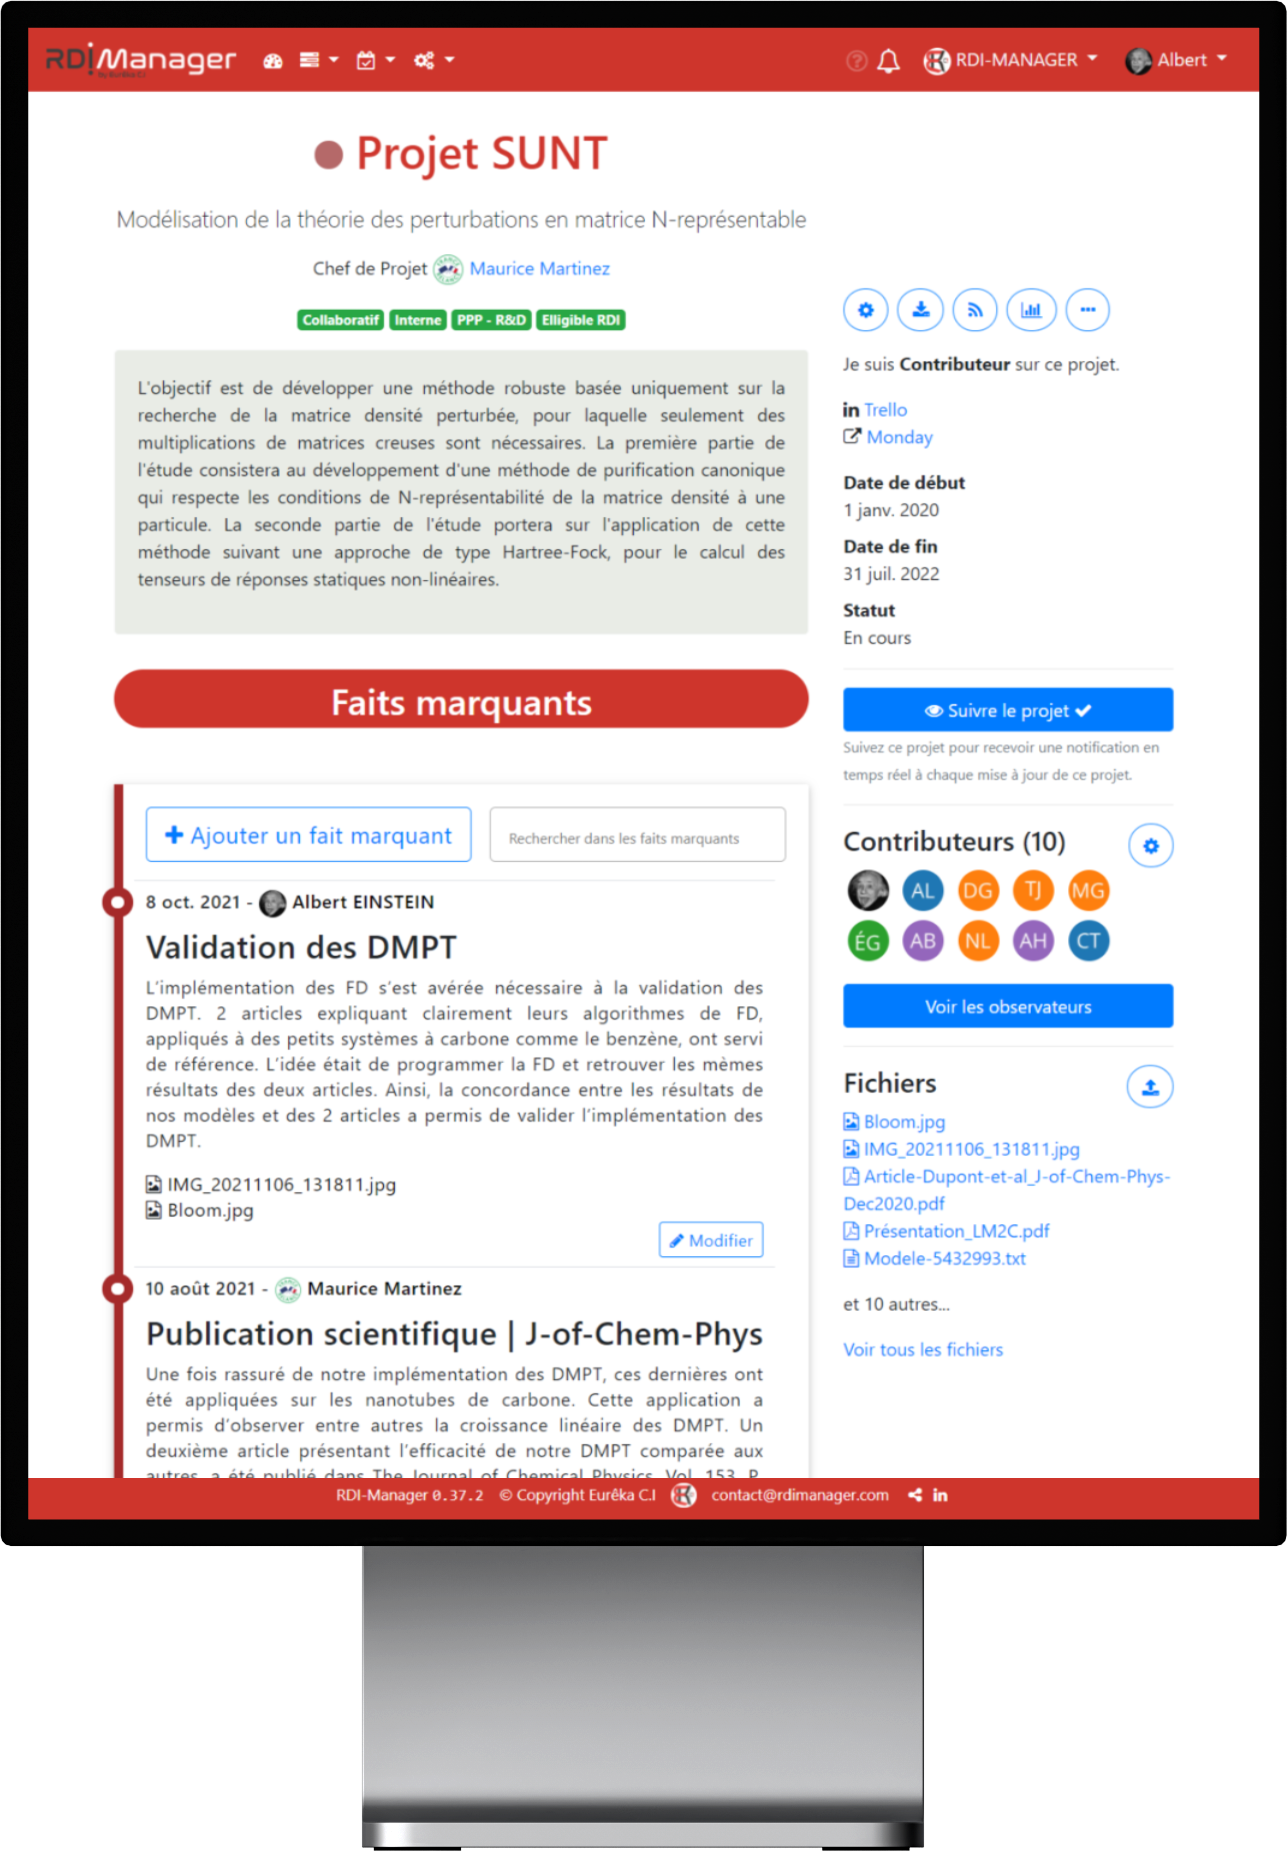 RDiManager
by Eurêka C.I
RDI-MANAGER
Albert
Projet SUNT
Modélisation de la théorie des perturbations en matrice N-représentable
Chef de Projet Maurice Martinez
Collaboratif Interne PPP - R&D Elligible RDI
L'objectif est de développer une méthode robuste basée uniquement sur la
recherche de la matrice densité perturbée, pour laquelle seulement des
multiplications de matrices creuses sont nécessaires. La première partie de
l'étude consistera au développement d'une méthode de purification canonique
qui respecte les conditions de N-représentabilité de la matrice densité à une
particule. La seconde partie de l'étude portera sur l'application de cette
méthode suivant une approche de type Hartree-Fock, pour le calcul des
tenseurs de réponses statiques non-linéaires.
Faits marquants
Ajouter un fait marquant
Rechercher dans les faits marquants
8 oct. 2021 - Albert EINSTEIN
Validation des DMPT
L'implémentation des FD s'est avérée nécessaire à la validation des
DMPT. 2 articles expliquant clairement leurs algorithmes de FD,
appliqués à des petits systèmes à carbone comme le benzène, ont servi
de référence. L'idée était de programmer la FD et retrouver les mèmes
résultats des deux articles. Ainsi, la concordance entre les résultats de
nos modèles et des 2 articles a permis de valider l'implémentation des
DMPT.
IMG_20211106_131811.jpg
Bloom.jpg
Modifier
10 août 2021 - Maurice Martinez
Publication scientifique | J-of-Chem-Phys
Une fois rassuré de notre implémentation des DMPT, ces dernières ont
été appliquées sur les nanotubes de carbone. Cette application a
permis d'observer entre autres la croissance linéaire des DMPT. Un
deuxième article présentant l'efficacité de notre DMPT comparée aux
autres, a été publié dans The Journal of Chemical Physics, Vol. 153, P.
Je suis Contributeur sur ce projet.
in Trello
Monday
Date de début
1 janv. 2020
Date de fin
31 juil. 2022
Statut
En cours
Suivre le projet
Suivez ce projet pour recevoir une notification en
temps réel à chaque mise à jour de ce projet.
Contributeurs (10)
AL DG TJ MG
ÉG AB NL AH CT
Voir les observateurs
Fichiers
Bloom.jpg
IMG_20211106_131811.jpg
Article-Dupont-et-al_J-of-Chem-Phys-
Dec2020.pdf
Présentation_LM2C.pdf
Modele-5432993.txt
et 10 autres...
Voir tous les fichiers
RDI-Manager 0.37.2 © Copyright Eurêka C.I contact@rdimanager.com in